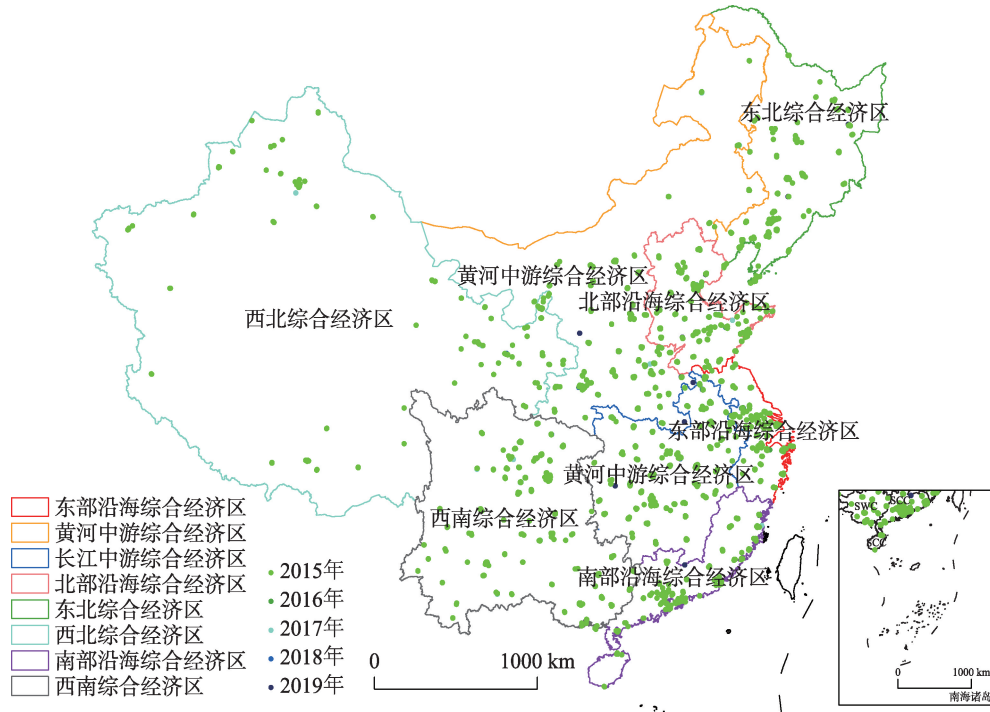 东北综合经济区
黄河中游综合经济区
北部沿海综合经济区
西北综合经济区
东部沿海综合经济区
黄河中游综合经济区
西南综合经济区
南部沿海综合经济区
东部沿海综合经济区
黄河中游综合经济区
长江中游综合经济区
北部沿海综合经济区
东北综合经济区
西北综合经济区
南部沿海综合经济区
西南综合经济区
2015年
2016年
2017年
2018年
2019年
0 1000 km
SCC
SWC
SCC
0 1000 km
南海诸岛